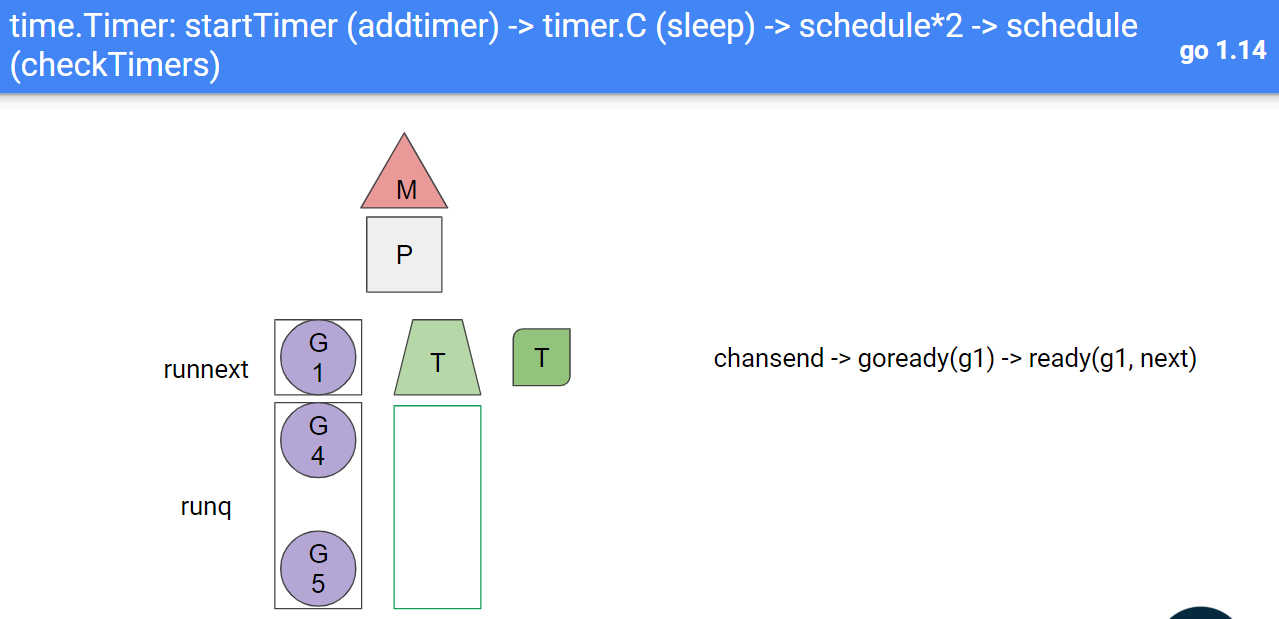 time.Timer: startTimer (addtimer) -> timer.C (sleep) -> schedule*2 -> schedule
(checkTimers)
go 1.14
M
P
runnext
G
1
T
T
chansend -> goready(g1) -> ready(g1, next)
G
4
runq
G
5